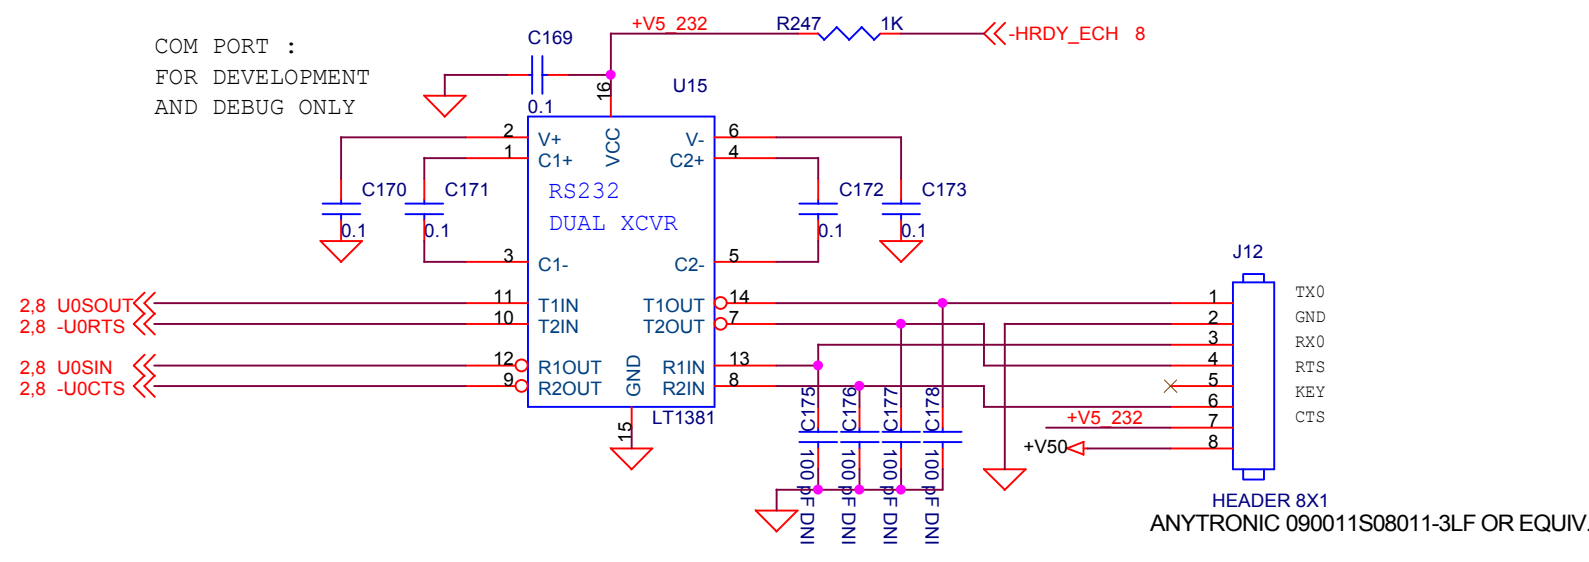 +V5_232 R247 1K -HRDY_ECH 8
COM PORT :
FOR DEVELOPMENT
AND DEBUG ONLY
C169
0.1
16
U15
2 V+ VCC V- 6
1 C1+ C2+ 4
C170 C171 RS232 C172 C173
DUAL XCVR
0.1 0.1 0.1 0.1
3 C1- C2- 5
J12
2,8 U0SOUT 11 T1IN T1OUT 14 1 TX0
2,8 -U0RTS 10 T2IN T2OUT 7 2 GND
3 RX0
2,8 U0SIN 12 R1OUT GND R1IN 13 4 RTS
2,8 -U0CTS 9 R2OUT R2IN 8 5 KEY
6 CTS
15 LT1381 +V5_232 7
+V50 8
C175 100 pF DNI
C176 100 pF DNI
C177 100 pF DNI
C178 100 pF DNI
HEADER 8X1
ANYTRONIC 090011S08011-3LF OR EQUIV.